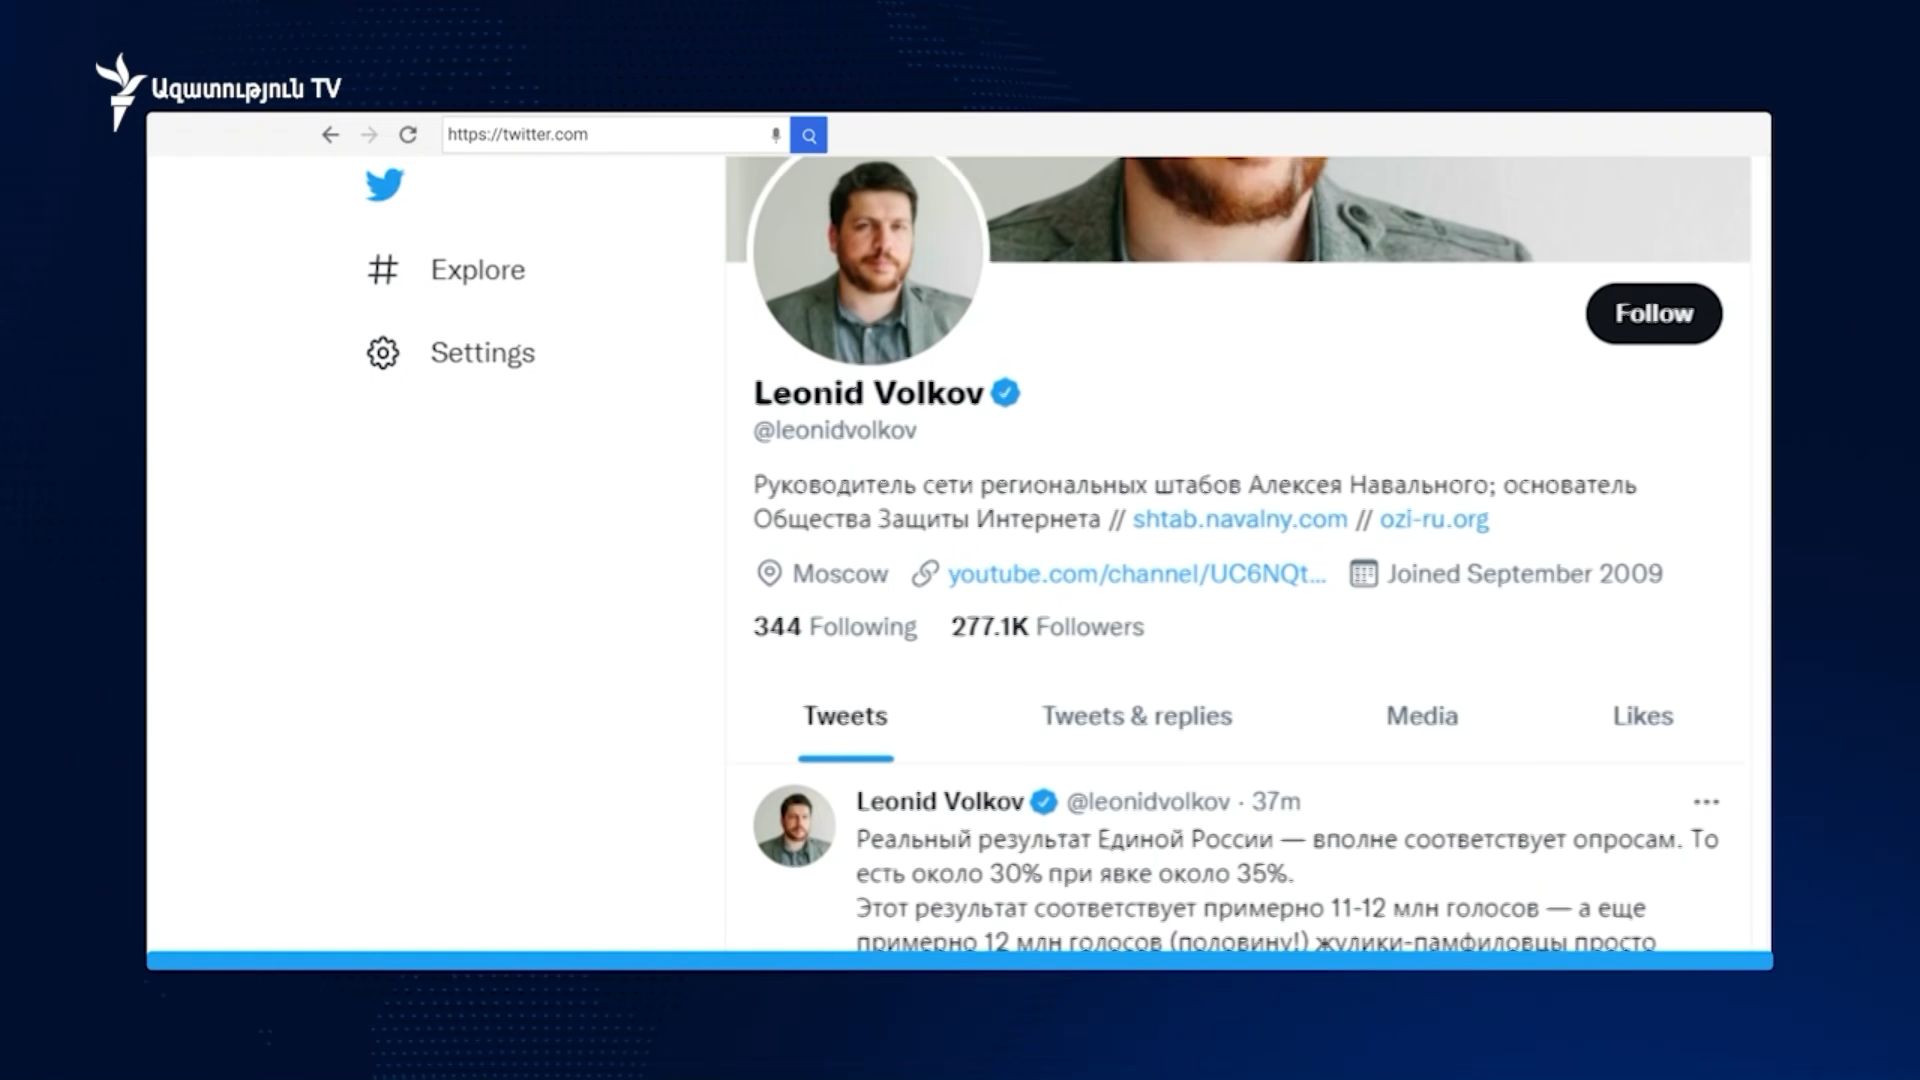 Ազատություն TV
https://twitter.com
Explore
Settings
Follow
Leonid Volkov
@leonidvolkov
Руководитель сети региональных штабов Алексея Навального; основатель
Общества Защиты Интернета // shtab.navalny.com // ozi-ru.org
Moscow youtube.com/channel/UC6NQt... Joined September 2009
344 Following 277.1K Followers
Tweets Tweets & replies Media Likes
Leonid Volkov @leonidvolkov · 37m
Реальный результат Единой России — вполне соответствует опросам. То
есть около 30% при явке около 35%.
Этот результат соответствует примерно 11-12 млн голосов — а еще
примерно 12 млн голосов (половину!) жулики-памфиловцы просто